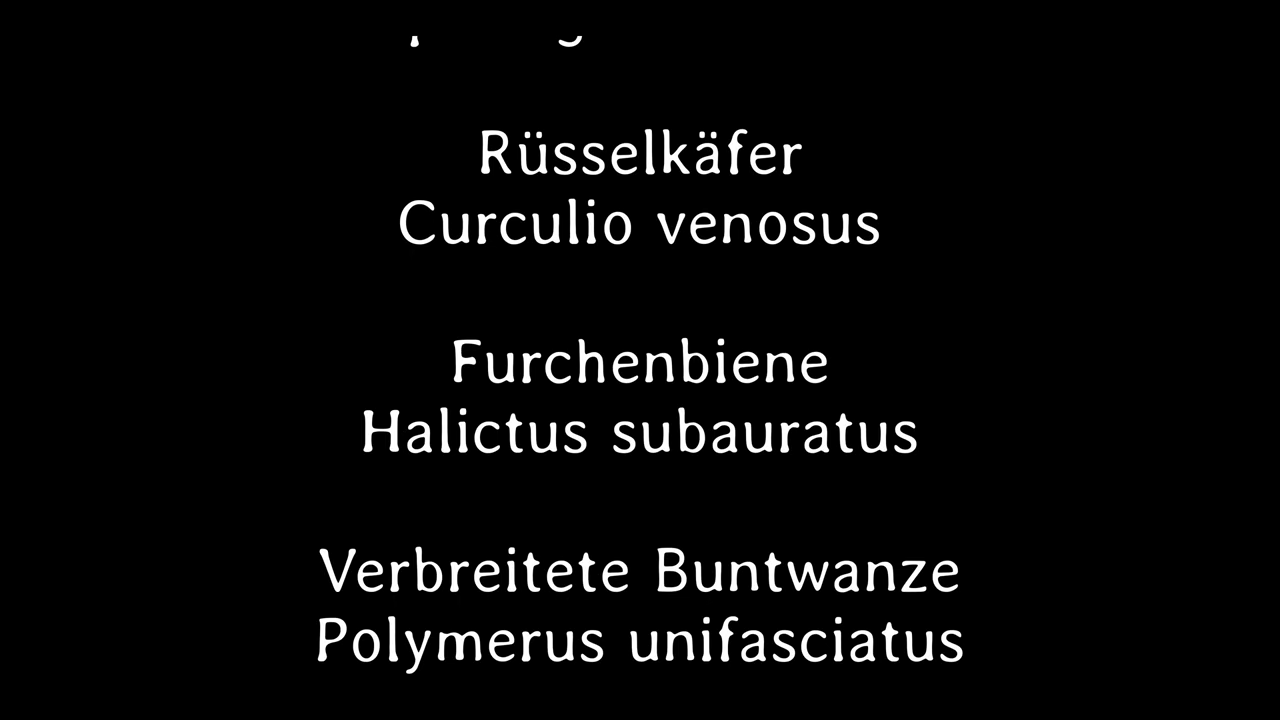 Rüsselkäfer
Curculio venosus
Furchenbiene
Halictus subauratus
Verbreitete Buntwanze
Polymerus unifasciatus